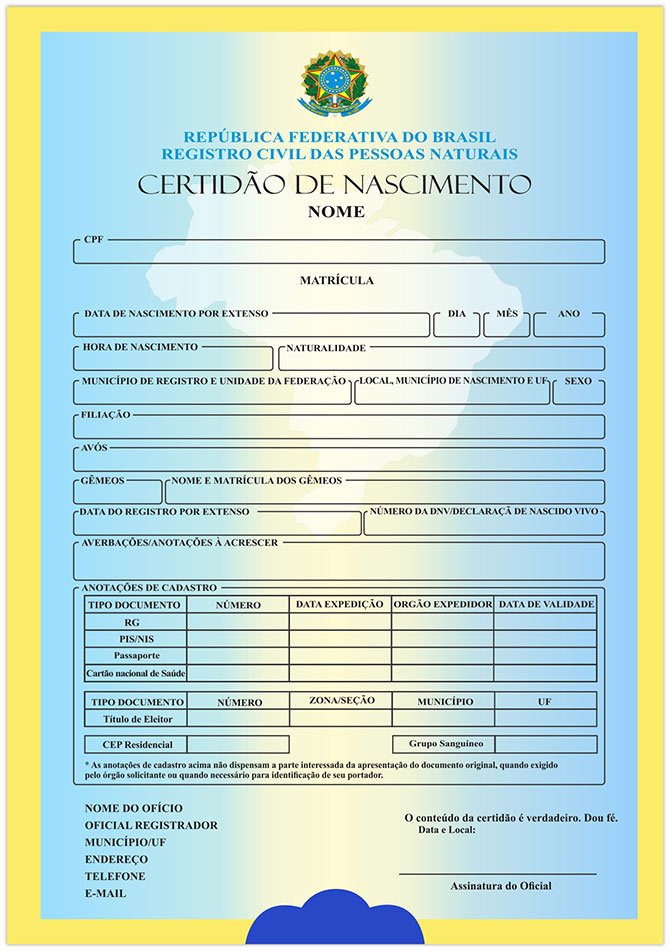 REPÚBLICA FEDERATIVA DO BRASIL
REGISTRO CIVIL DAS PESSOAS NATURAIS
CERTIDÃO DE NASCIMENTO
NOME
CPF
MATRÍCULA
DATA DE NASCIMENTO POR EXTENSO DIA MÊS ANO
HORA DE NASCIMENTO NATURALIDADE
MUNICÍPIO DE REGISTRO E UNIDADE DA FEDERAÇÃO LOCAL, MUNICÍPIO DE NASCIMENTO E UF SEXO
FILIAÇÃO
AVÓS
GÊMEOS NOME E MATRÍCULA DOS GÊMEOS
DATA DO REGISTRO POR EXTENSO NÚMERO DA DNV/DECLARAÇÃ DE NASCIDO VIVO
AVERBAÇÕES/ANOTAÇÕES À ACRESCER
ANOTAÇÕES DE CADASTRO
TIPO DOCUMENTO NÚMERO DATA EXPEDIÇÃO ORGÃO EXPEDIDOR DATA DE VALIDADE
RG
PIS/NIS
Passaporte
Cartão nacional de Saúde
TIPO DOCUMENTO NÚMERO ZONA/SEÇÃO MUNICÍPIO UF
Título de Eleitor
CEP Residencial Grupo Sanguíneo
* As anotações de cadastro acima não dispensam a parte interessada da apresentação do documento original, quando exigido
pelo órgão solicitante ou quando necessário para identificação de seu portador.
NOME DO OFÍCIO
OFICIAL REGISTRADOR
MUNICÍPIO/UF
ENDEREÇO
TELEFONE
E-MAIL
O conteúdo da certidão é verdadeiro. Dou fé.
Data e Local:
Assinatura do Oficial